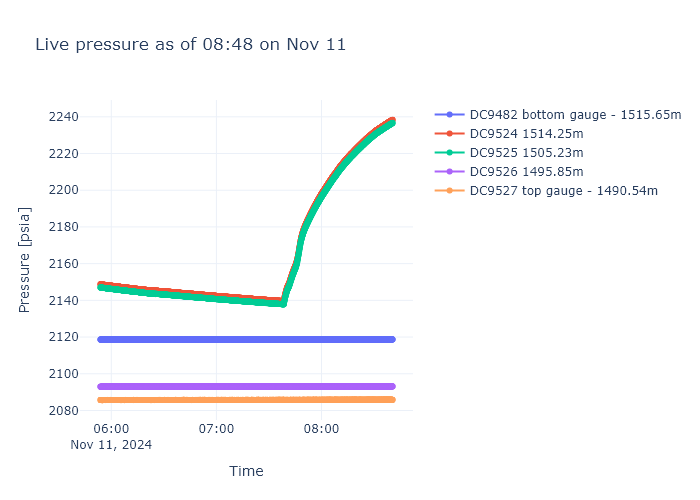 Live pressure as of 08:48 on Nov 11
DC9482 bottom gauge - 1515.65m
DC9524 1514.25m
DC9525 1505.23m
DC9526 1495.85m
DC9527 top gauge - 1490.54m
Pressure [psia]
2240
2220
2200
2180
2160
2140
2120
2100
2080
06:00
07:00
08:00
Nov 11, 2024
Time